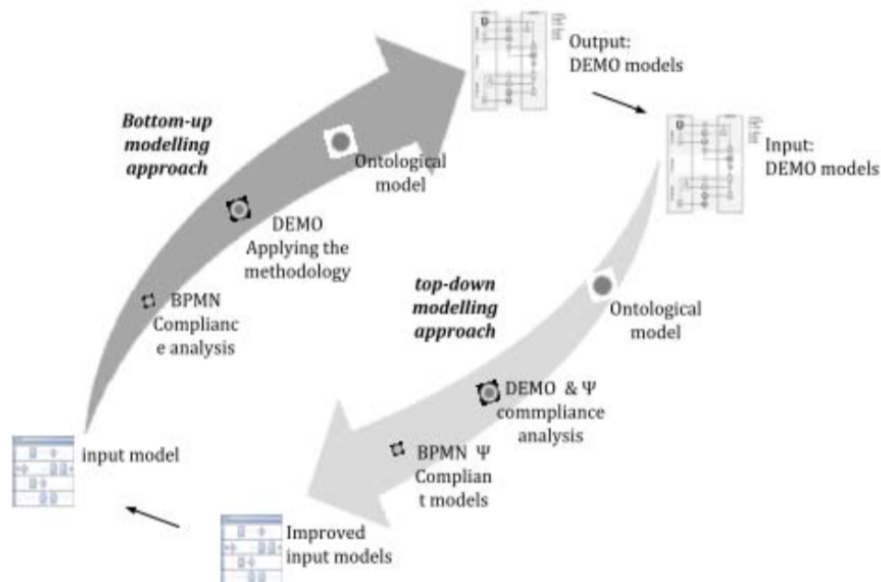 Output:
DEMO models
Bottom-up
modelling
approach
Ontological
model
Input:
DEMO models
DEMO
Applying the
methodology
BPMN
Complianc
e analysis
top-down
modelling
approach
Ontological
model
DEMO & Ψ
commpliance
analysis
BPMN Ψ
Complian
t models
input model
Improved
input models